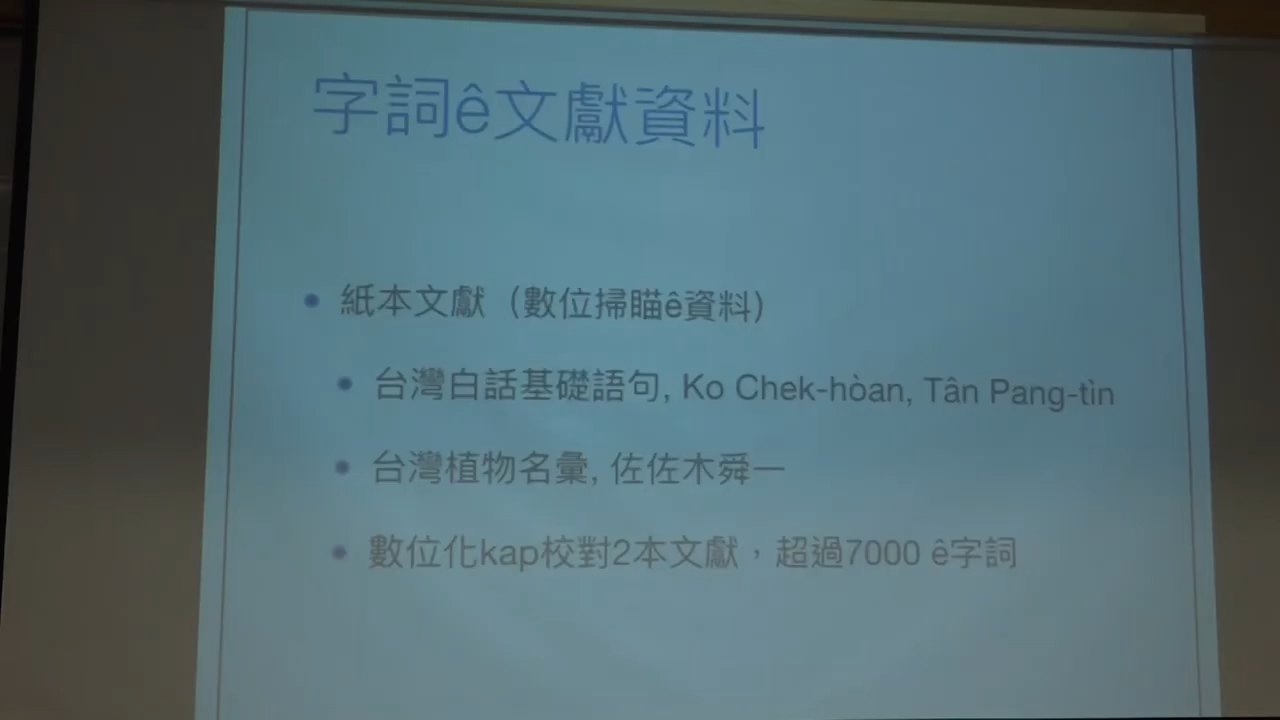 字詞ê文獻資料
紙本文獻（數位掃瞄ê資料）
台灣白話基礎語句, Ko Chek-hòan, Tân Pang-tìn
台灣植物名彙, 佐佐木舜一
數位化kap校對2本文獻，超過7000 ê字詞